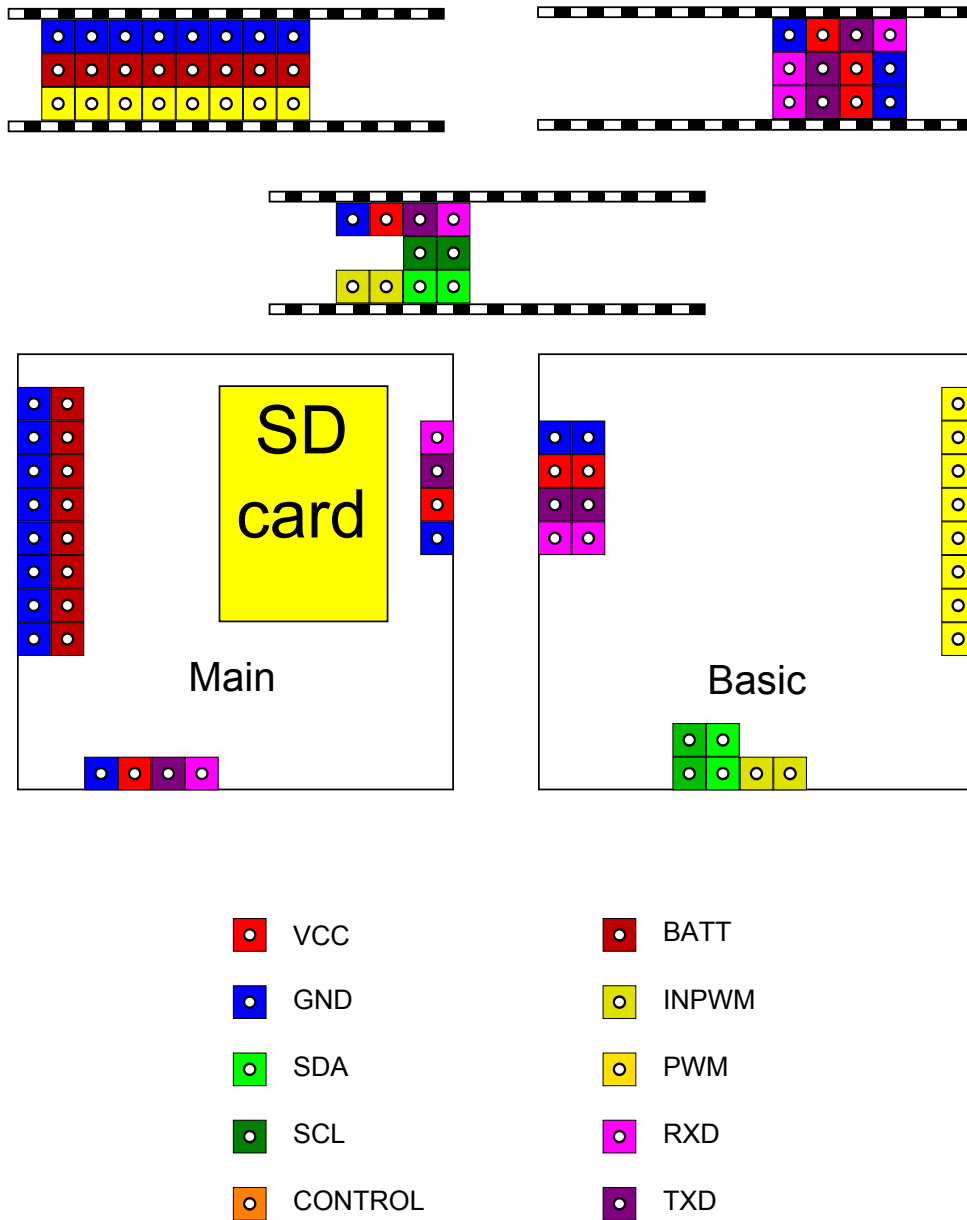 SD
card
Main
Basic
VCC
BATT
GND
INPWM
SDA
PWM
SCL
RXD
CONTROL
TXD